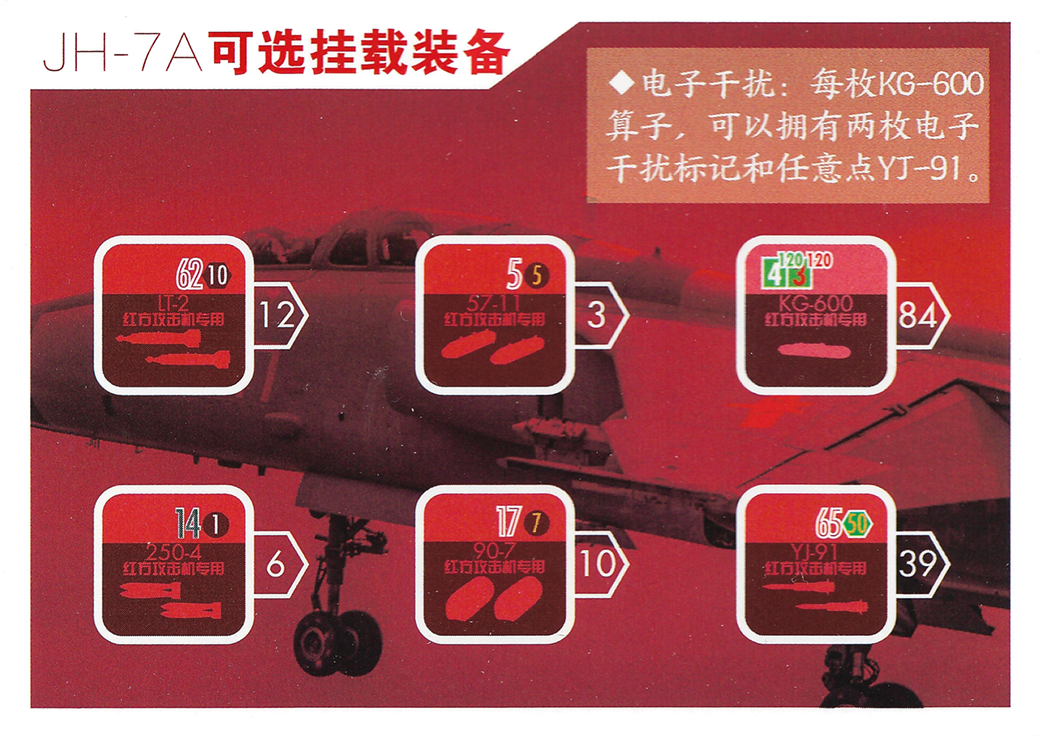 JH-7A可选挂载装备
◆电子干扰：每枚KG-600
算子，可以拥有两枚电子
干扰标记和任意点YJ-91。
62 10
LT-2
红方攻击机专用
12
5 5
57-11
红方攻击机专用
3
4 120 3 120
KG-600
红方攻击机专用
84
14 1
250-4
红方攻击机专用
6
17 7
90-7
红方攻击机专用
10
65 50
YJ-91
红方攻击机专用
39